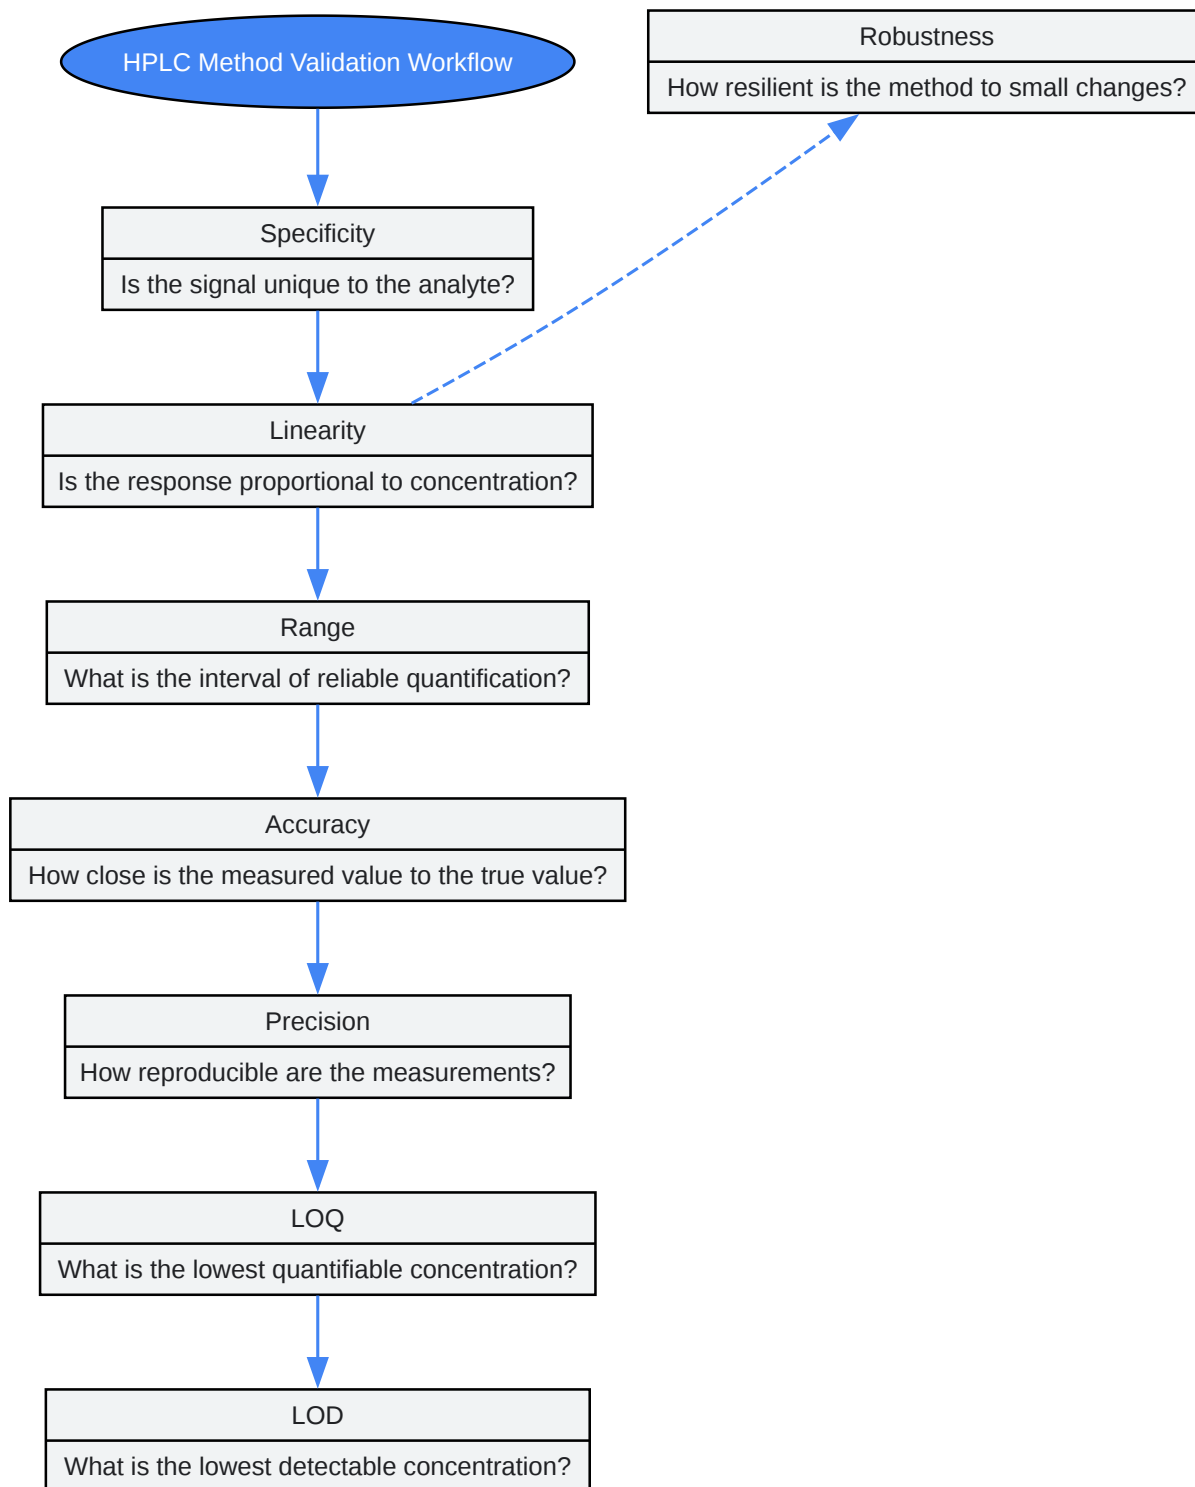 HPLC Method Validation Workflow
Robustness
How resilient is the method to small changes?
Specificity
Is the signal unique to the analyte?
Linearity
Is the response proportional to concentration?
Range
What is the interval of reliable quantification?
Accuracy
How close is the measured value to the true value?
Precision
How reproducible are the measurements?
LOQ
What is the lowest quantifiable concentration?
LOD
What is the lowest detectable concentration?